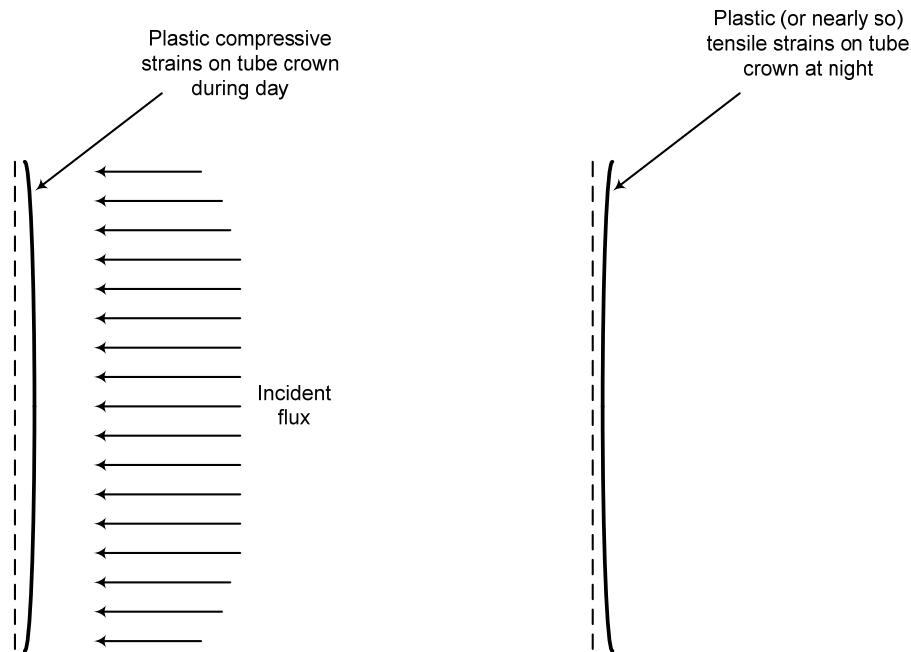 Plastic compressive
strains on tube crown
during day
Plastic (or nearly so)
tensile strains on tube
crown at night
Incident
flux